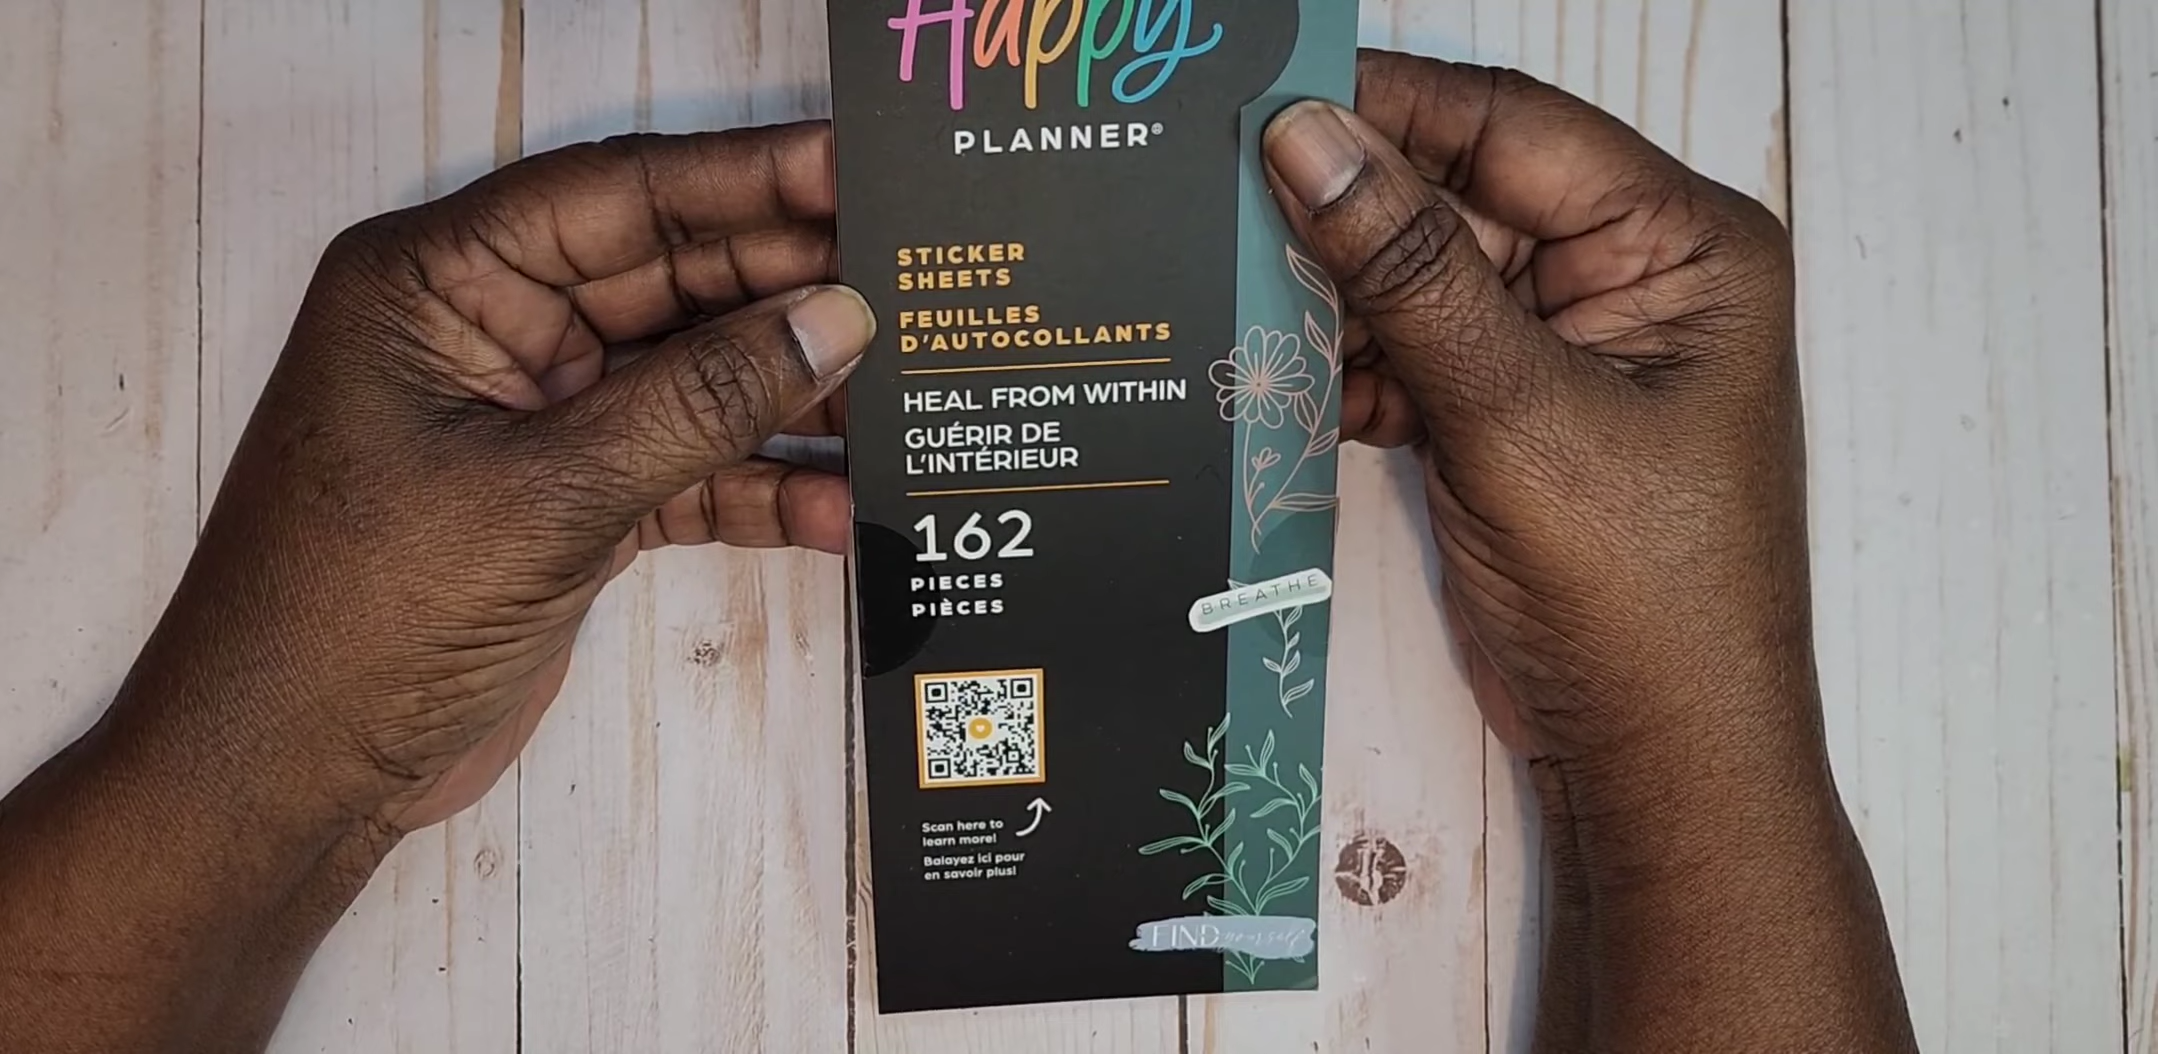 Happy
PLANNER®
STICKER
SHEETS
FEUILLES
D'AUTOCOLLANTS
HEAL FROM WITHIN
GUÉRIR DE
L'INTÉRIEUR
162
PIECES
PIÈCES
BREATHE
Scan here to
learn more!
Balayez ici pour
en savoir plus!
FIND yourself